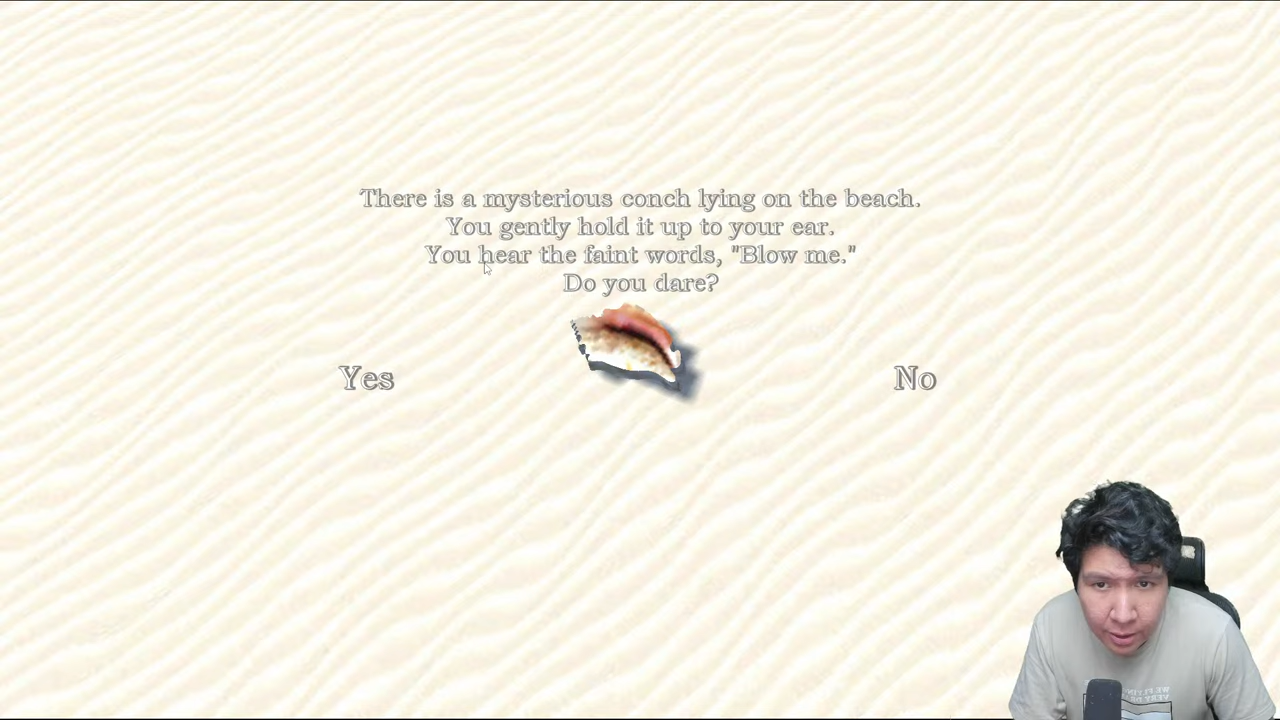 There is a mysterious conch lying on the beach.
You gently hold it up to your ear.
You hear the faint words, "Blow me."
Do you dare?
Yes
No